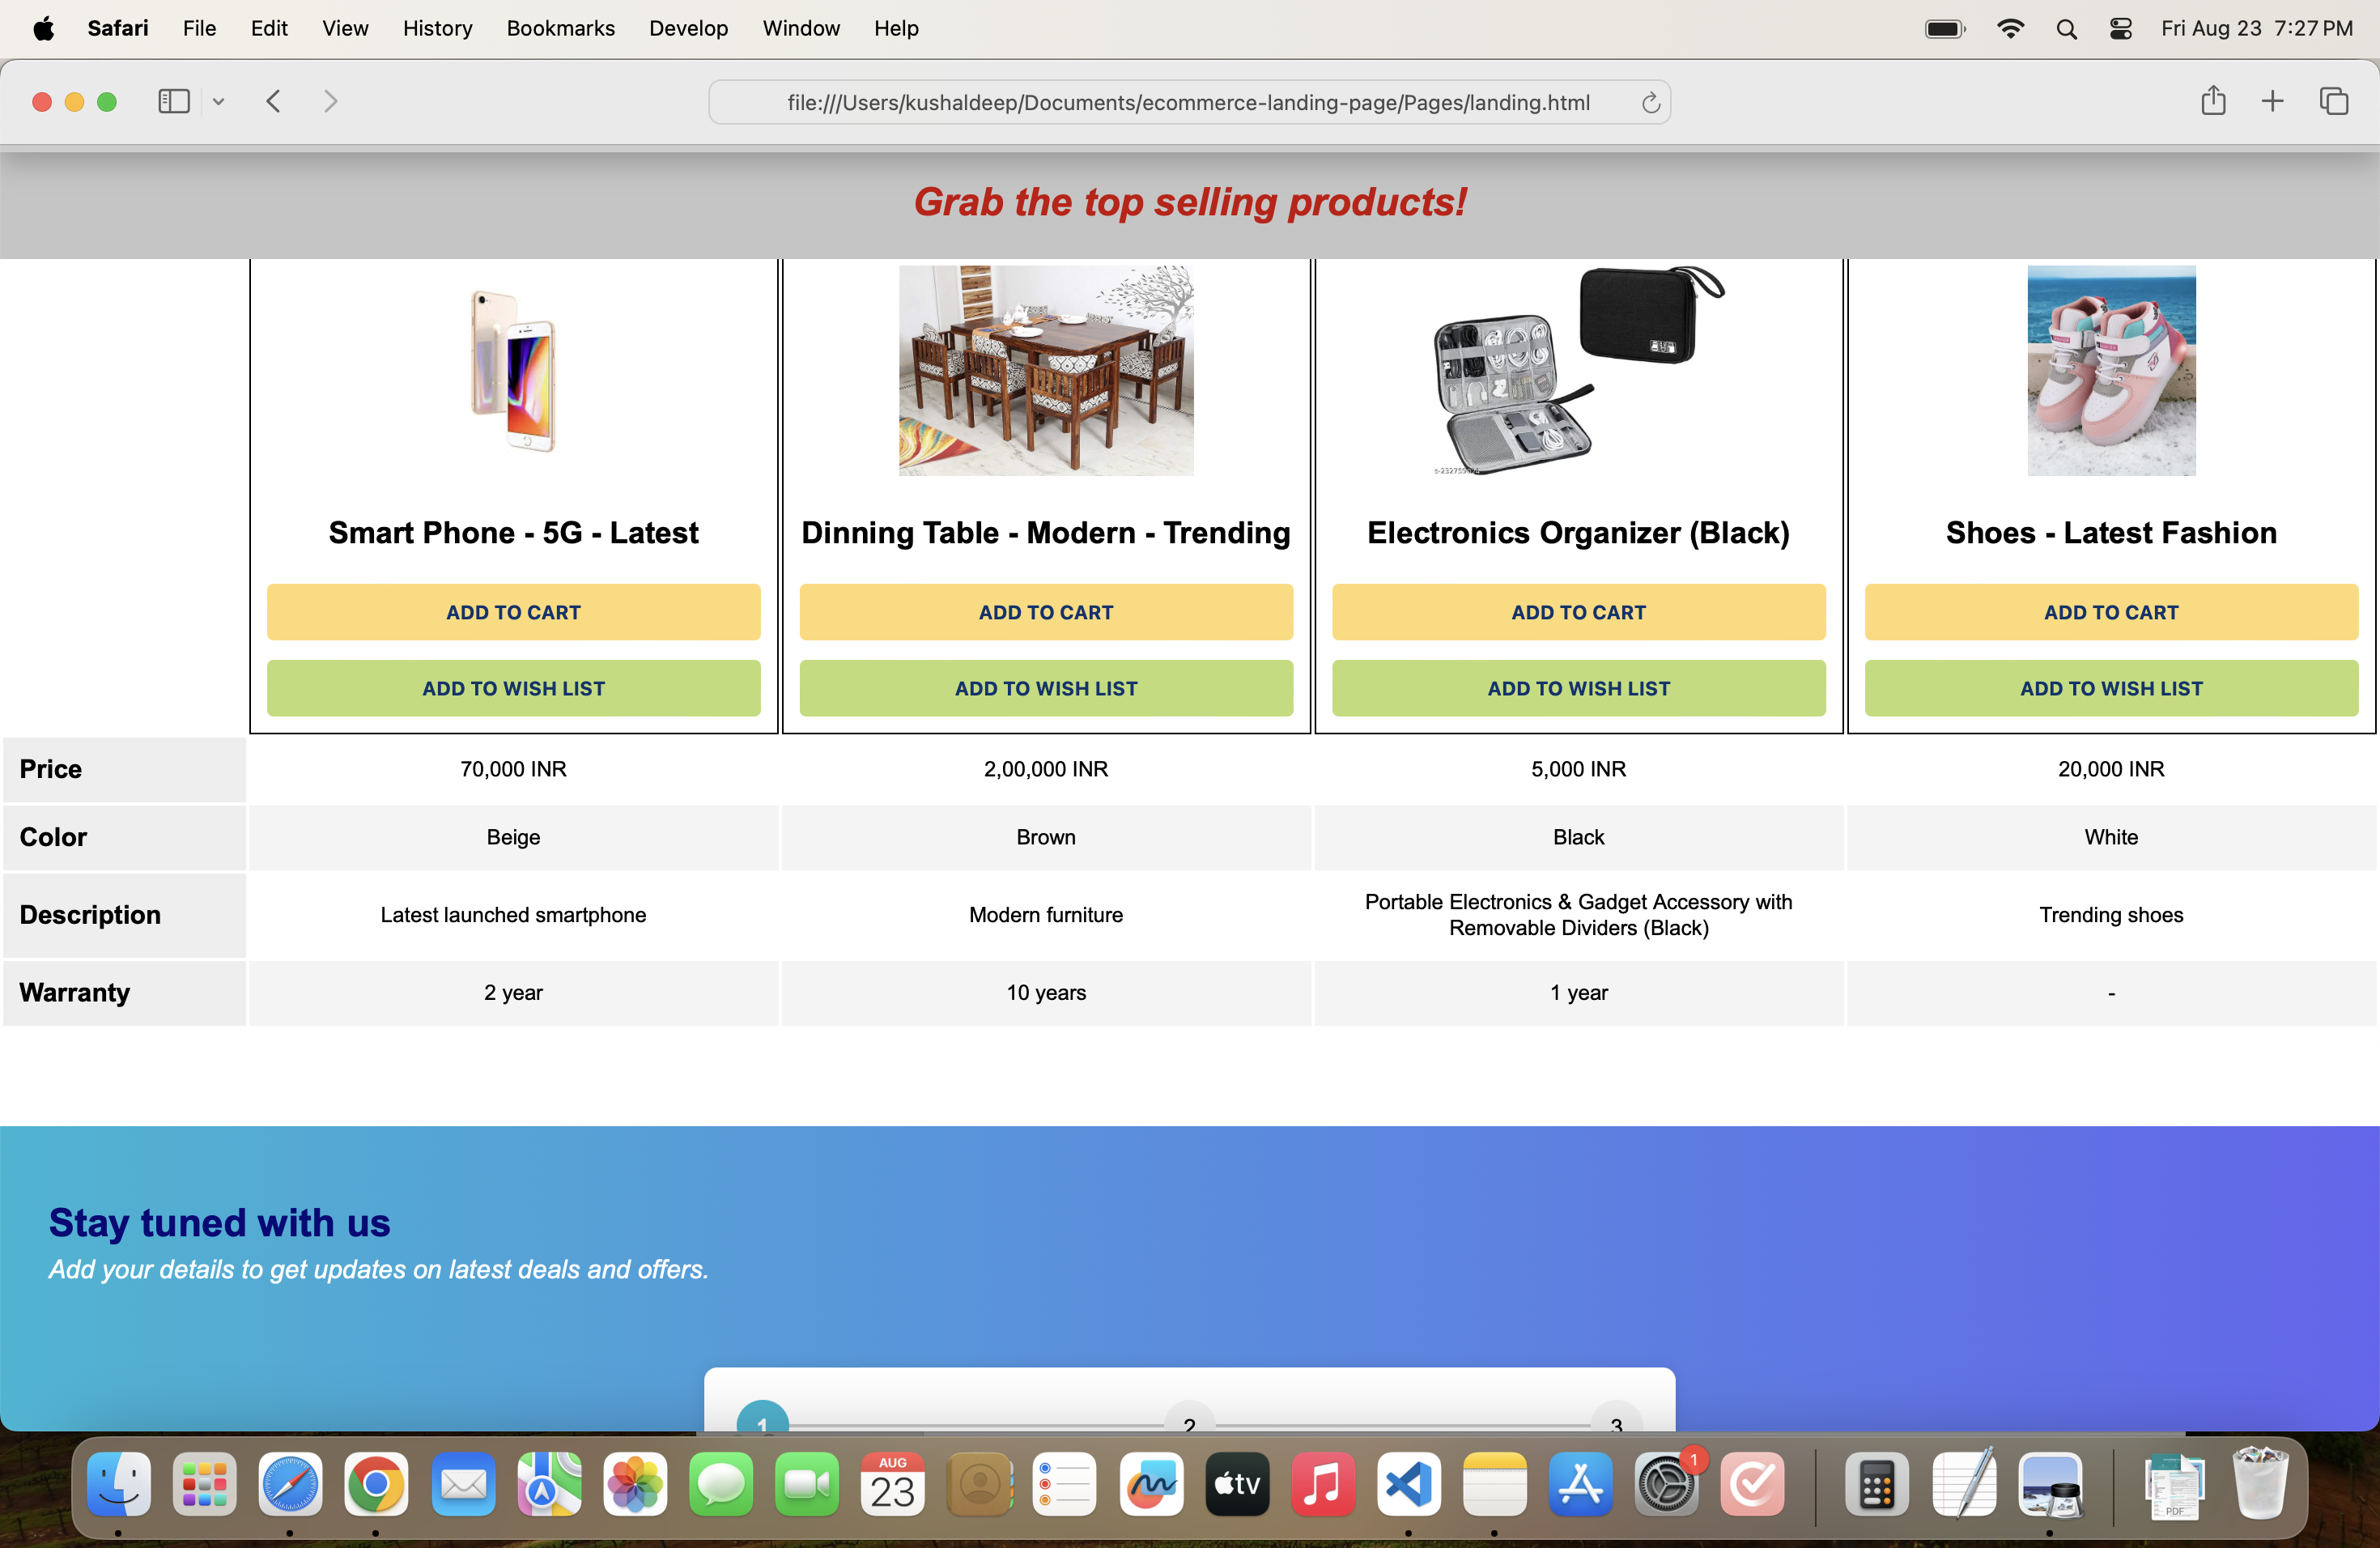 Safari File Edit View History Bookmarks Develop Window Help Fri Aug 23 7:27 PM
file:///Users/kushaldeep/Documents/ecommerce-landing-page/Pages/landing.html
Grab the top selling products!
Smart Phone - 5G - Latest Dinning Table - Modern - Trending Electronics Organizer (Black) Shoes - Latest Fashion
ADD TO CART ADD TO CART ADD TO CART ADD TO CART
ADD TO WISH LIST ADD TO WISH LIST ADD TO WISH LIST ADD TO WISH LIST
Price 70,000 INR 2,00,000 INR 5,000 INR 20,000 INR
Color Beige Brown Black White
Description Latest launched smartphone Modern furniture Portable Electronics & Gadget Accessory with Removable Dividers (Black) Trending shoes
Warranty 2 year 10 years 1 year -
Stay tuned with us
Add your details to get updates on latest deals and offers.
1 2 3
AUG
23
tv
1
PDF